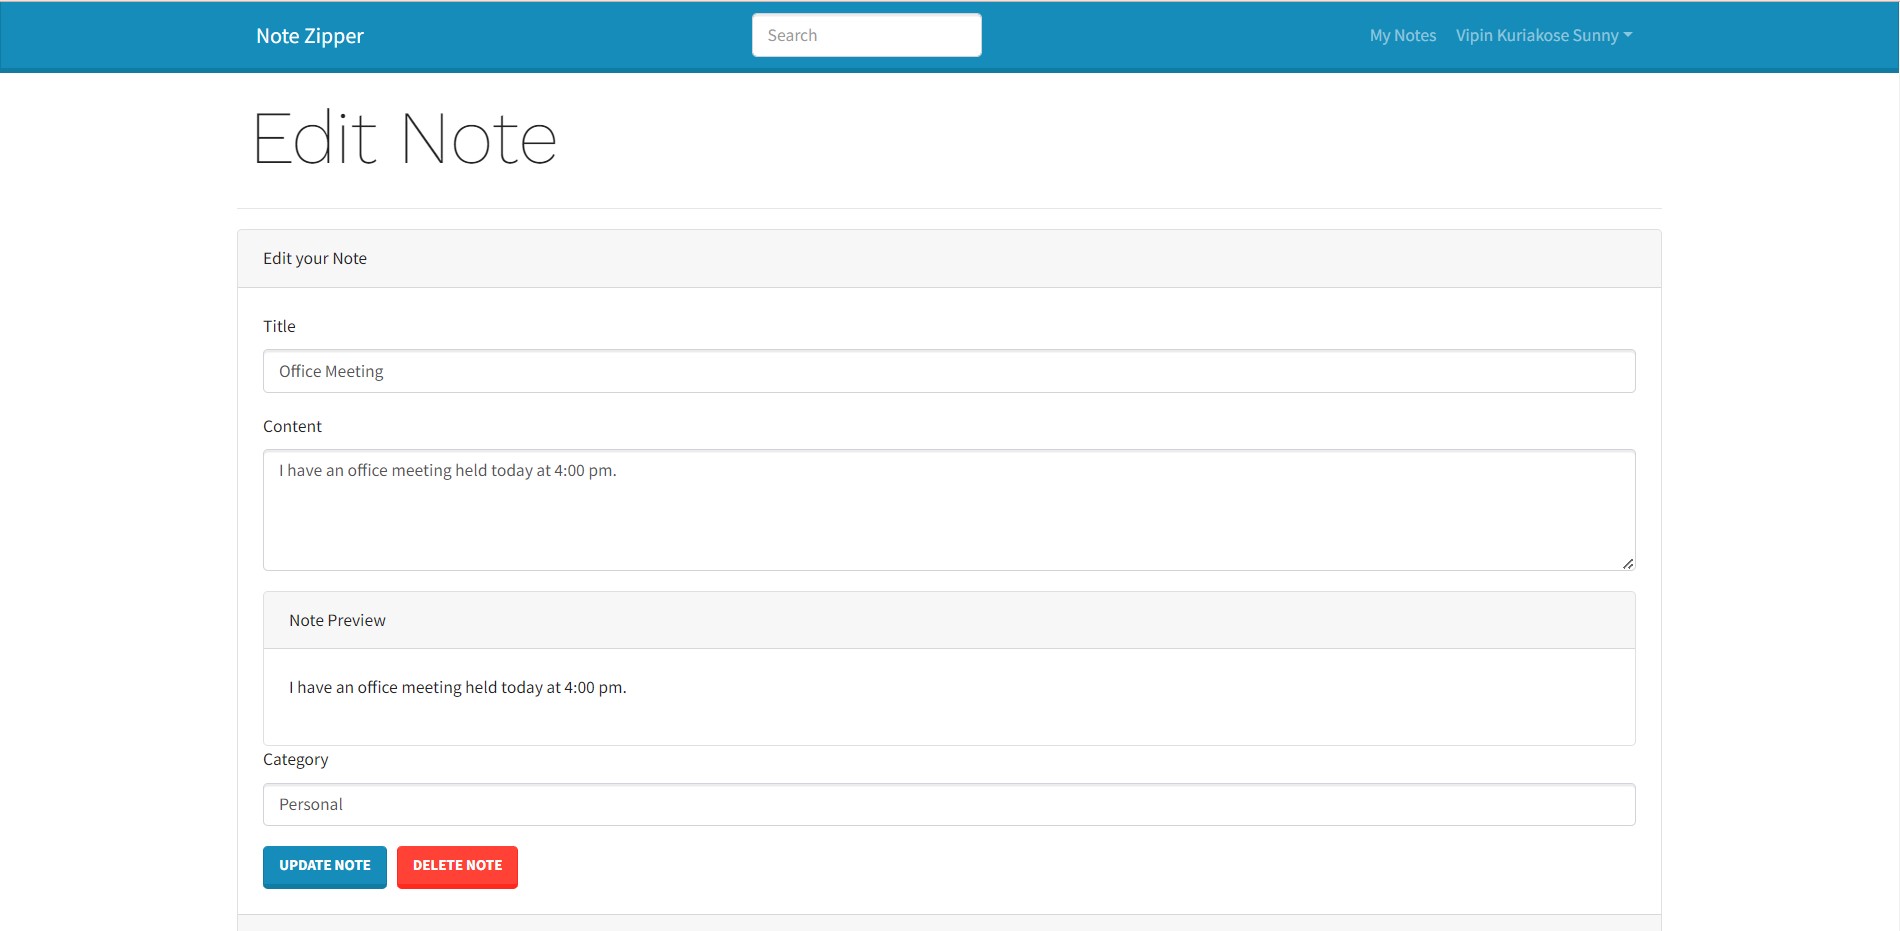 Note Zipper
Search
My Notes
Vipin Kuriakose Sunny
Edit Note
Edit your Note
Title
Office Meeting
Content
I have an office meeting held today at 4:00 pm.
Note Preview
I have an office meeting held today at 4:00 pm.
Category
Personal
UPDATE NOTE
DELETE NOTE